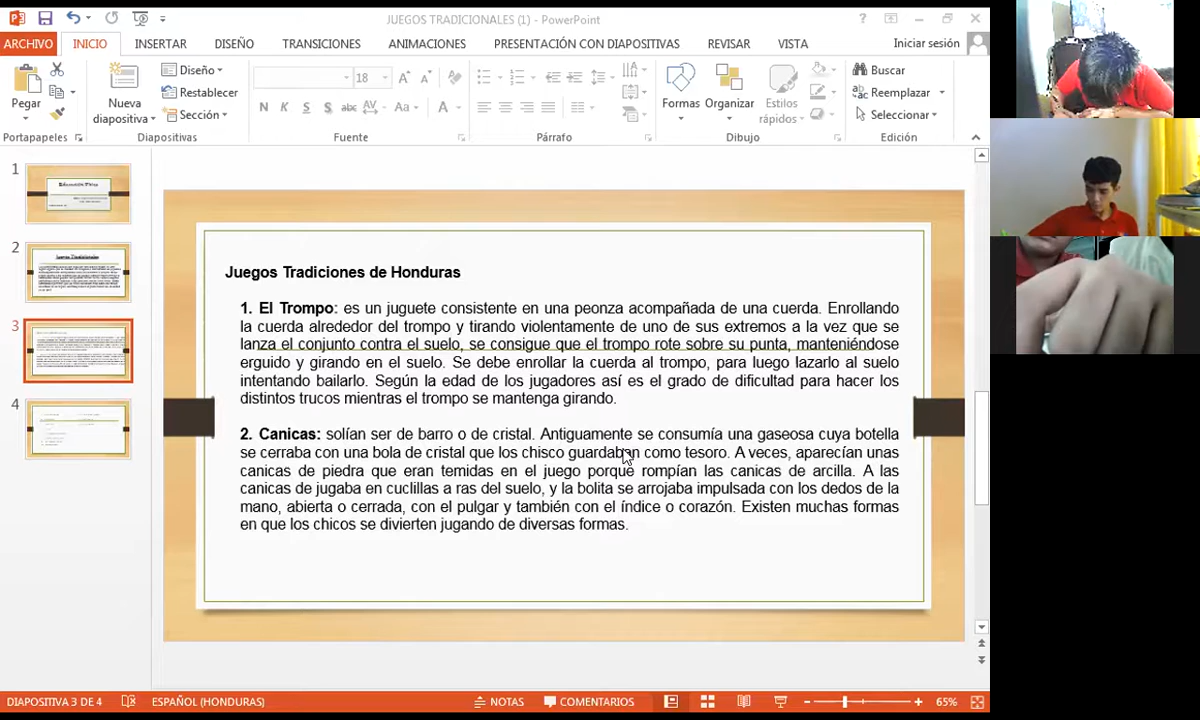 JUEGOS TRADICIONALES (1) - PowerPoint
ARCHIVO INICIO INSERTAR DISEÑO TRANSICIONES ANIMACIONES PRESENTACIÓN CON DIAPOSITIVAS REVISAR VISTA Iniciar sesión
Pegar
Nueva diapositiva
Diseño
Restablecer
Sección
18
N K S S abc AV Aa A
Formas
Organizar
Estilos rápidos
Buscar
Reemplazar
Seleccionar
Portapapeles Diapositivas Fuente Párrafo Dibujo Edición
1
2
3
4
Juegos Tradiciones de Honduras
1. El Trompo: es un juguete consistente en una peonza acompañada de una cuerda. Enrollando
la cuerda alrededor del trompo y tirando violentamente de uno de sus extremos a la vez que se
lanza el conjunto contra el suelo, se consigue que el trompo rote sobre su punta, manteniéndose
erguido y girando en el suelo. Se debe enrollar la cuerda al trompo, para luego lazarlo al suelo
intentando bailarlo. Según la edad de los jugadores así es el grado de dificultad para hacer los
distintos trucos mientras el trompo se mantenga girando.
2. Canicas: solían ser de barro o de cristal. Antiguamente se consumía una gaseosa cuya botella
se cerraba con una bola de cristal que los chisco guardaban como tesoro. A veces, aparecían unas
canicas de piedra que eran temidas en el juego porque rompían las canicas de arcilla. A las
canicas de jugaba en cuclillas a ras del suelo, y la bolita se arrojaba impulsada con los dedos de la
mano, abierta o cerrada, con el pulgar y también con el índice o corazón. Existen muchas formas
en que los chicos se divierten jugando de diversas formas.
DIAPOSITIVA 3 DE 4 ESPAÑOL (HONDURAS) NOTAS COMENTARIOS 65%